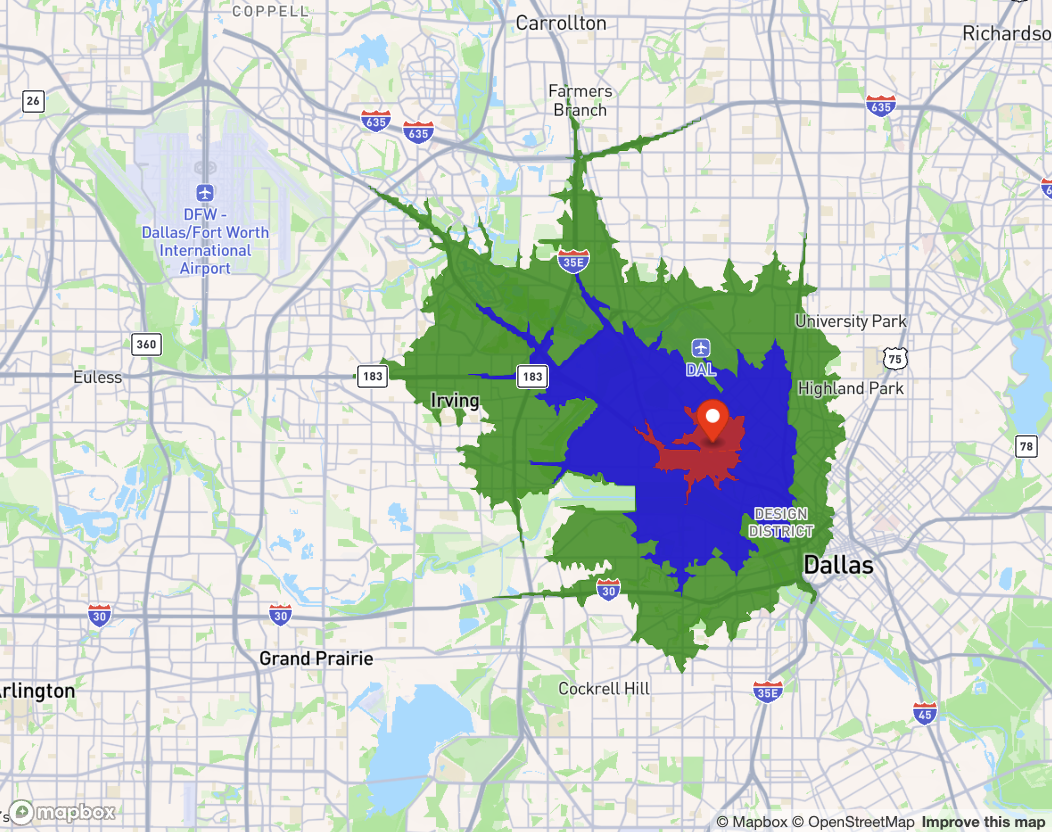 COPPELL
Carrollton
Richardso
Farmers
Branch
26
635
635
635
DFW -
Dallas/Fort Worth
International
Airport
35E
University Park
360
DAL
75
Euless
183
183
Highland Park
Irving
78
DESIGN
DISTRICT
Dallas
30
30
30
Grand Prairie
rlington
Cockrell Hill
35E
45
mapbox
© Mapbox © OpenStreetMap Improve this map